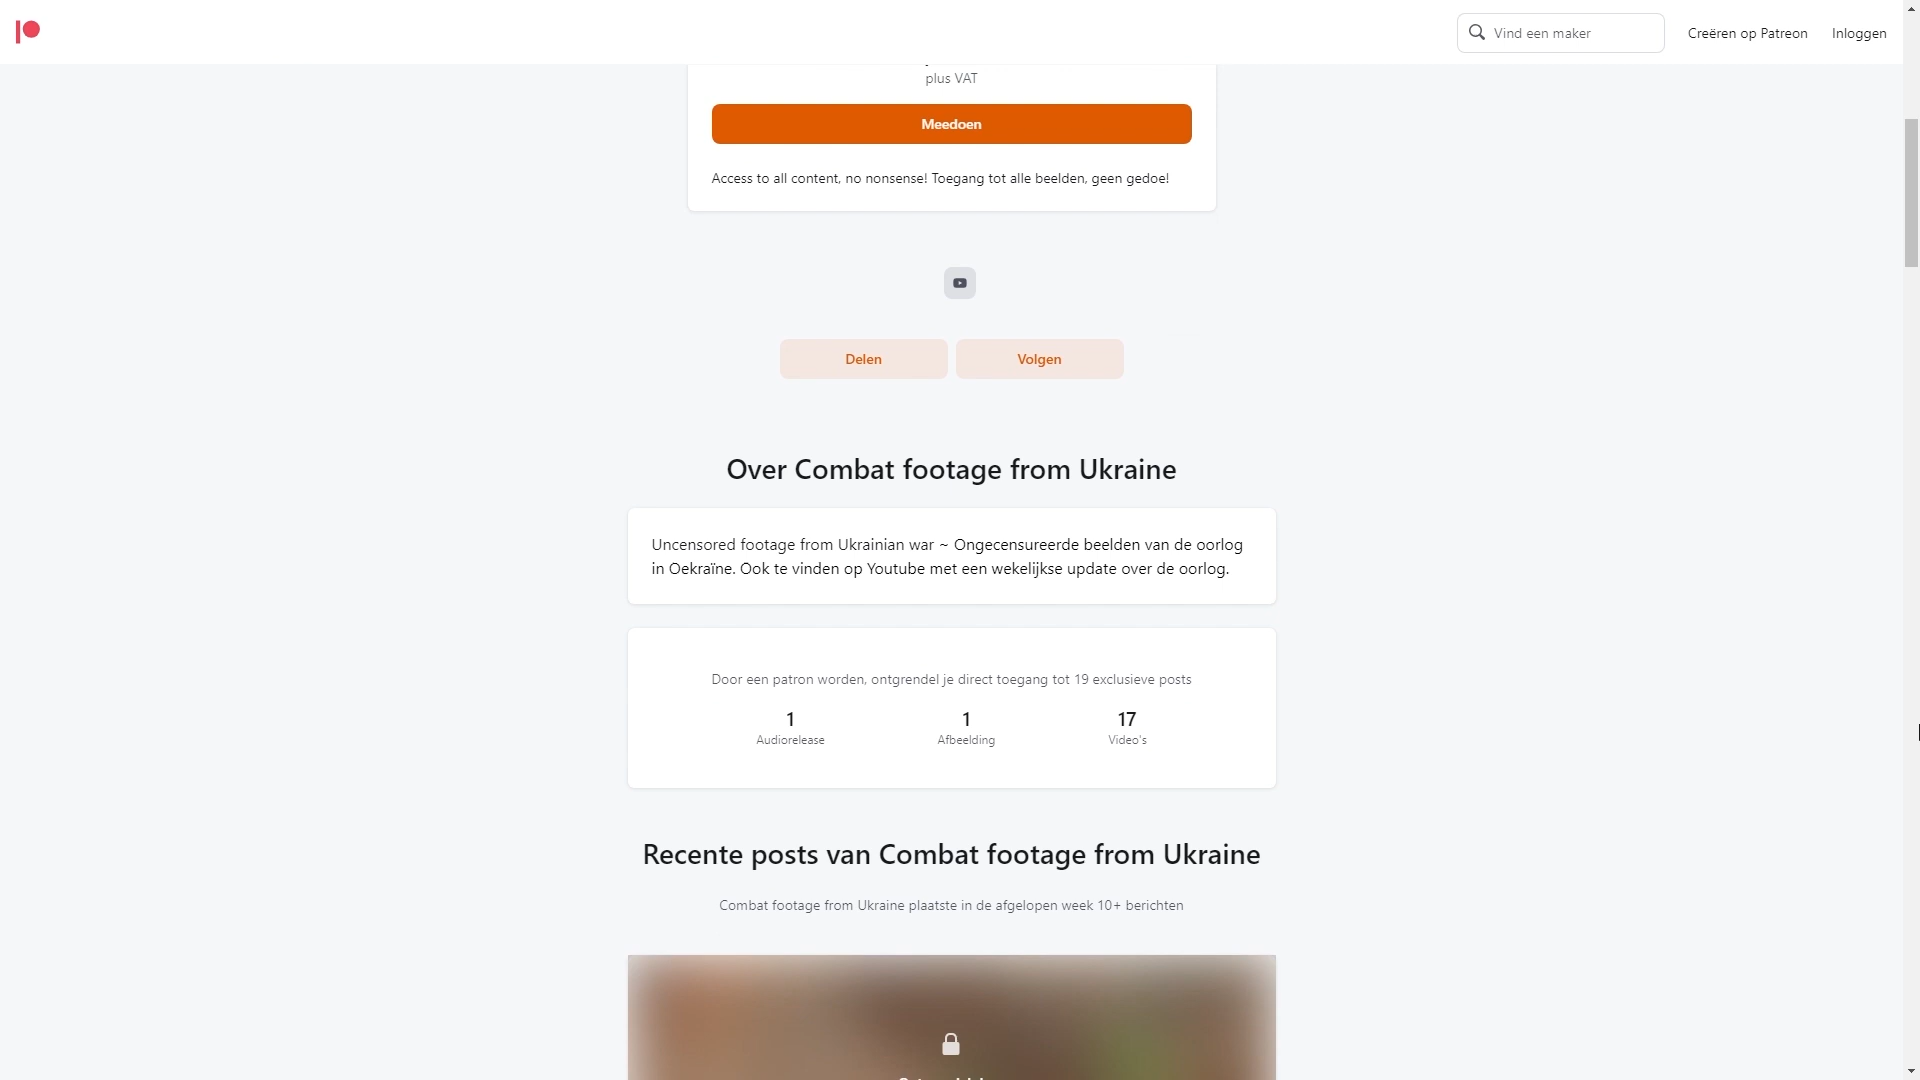 Vind een maker
Creëren op Patreon
Inloggen
plus VAT
Meedoen
Access to all content, no nonsense! Toegang tot alle beelden, geen gedoe!
Delen
Volgen
Over Combat footage from Ukraine
Uncensored footage from Ukrainian war ~ Ongecensureerde beelden van de oorlog
in Oekraïne. Ook te vinden op Youtube met een wekelijkse update over de oorlog.
Door een patron worden, ontgrendel je direct toegang tot 19 exclusieve posts
1
Audiorelease
1
Afbeelding
17
Video's
Recente posts van Combat footage from Ukraine
Combat footage from Ukraine plaatste in de afgelopen week 10+ berichten